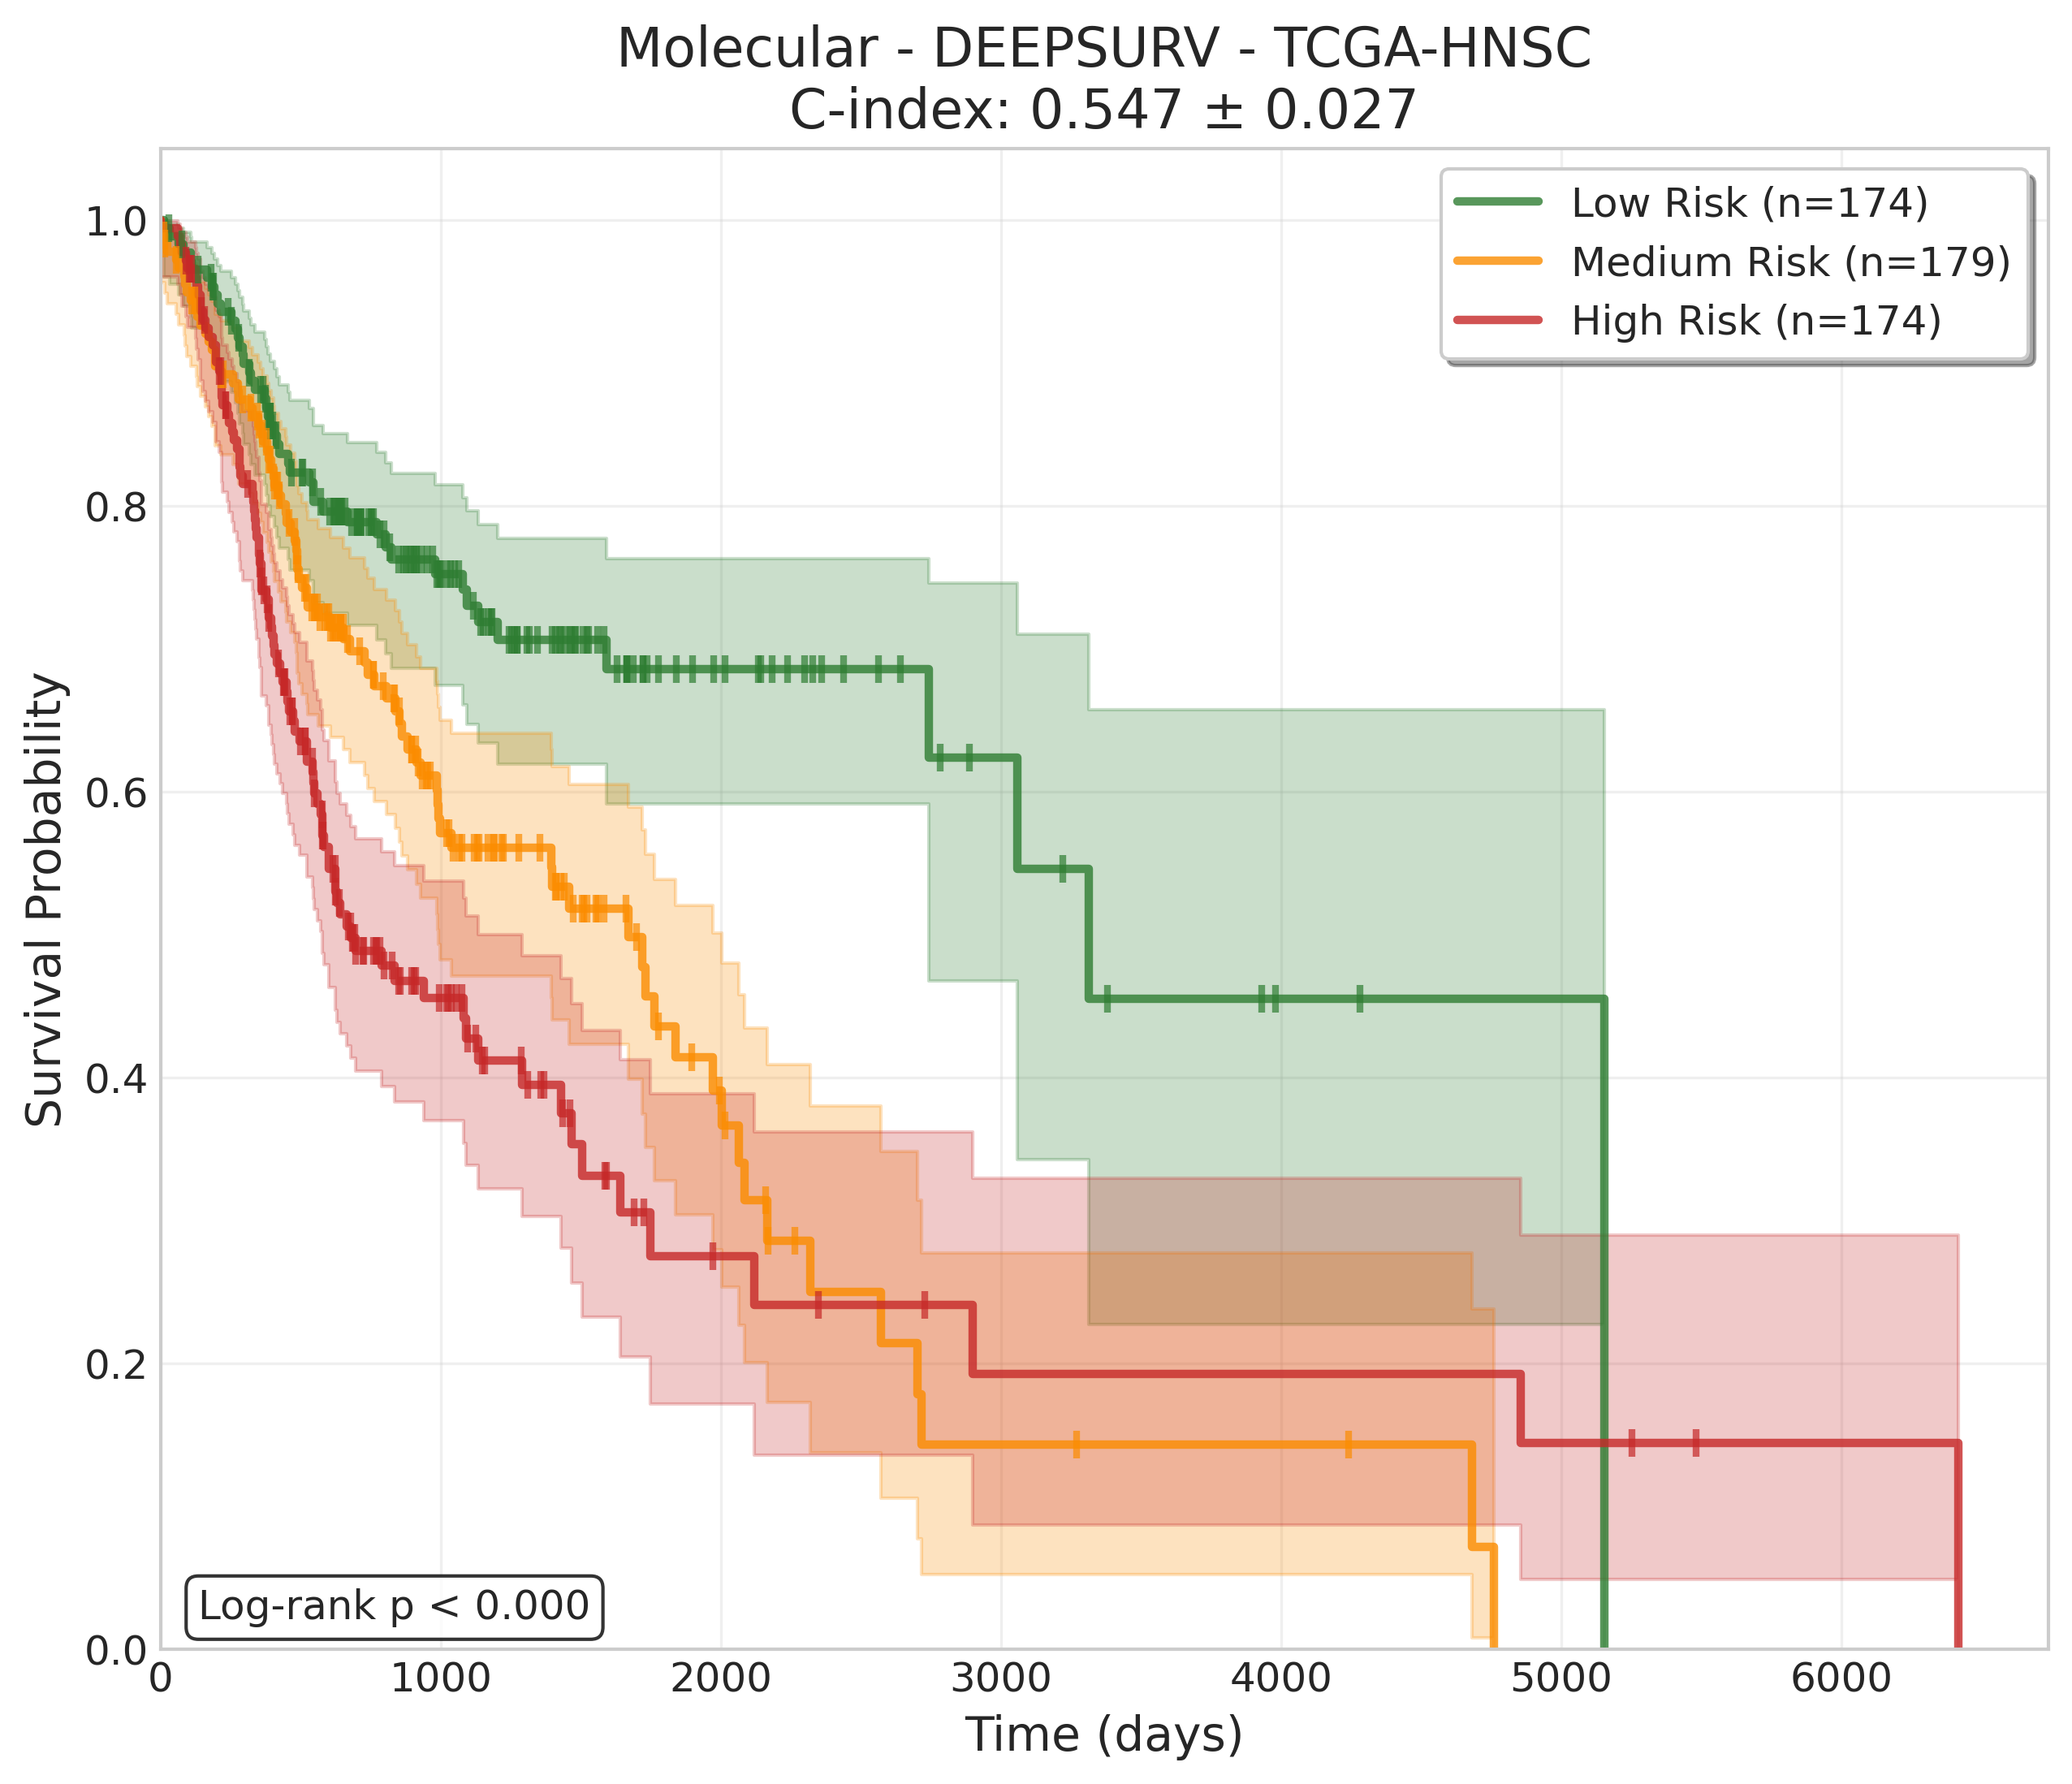 Molecular - DEEPSURV - TCGA-HNSC
C-index: 0.547 ± 0.027
Low Risk (n=174)
Medium Risk (n=179)
High Risk (n=174)
Survival Probability
1.0
0.8
0.6
0.4
0.2
0.0
Log-rank p < 0.000
0 1000 2000 3000 4000 5000 6000
Time (days)